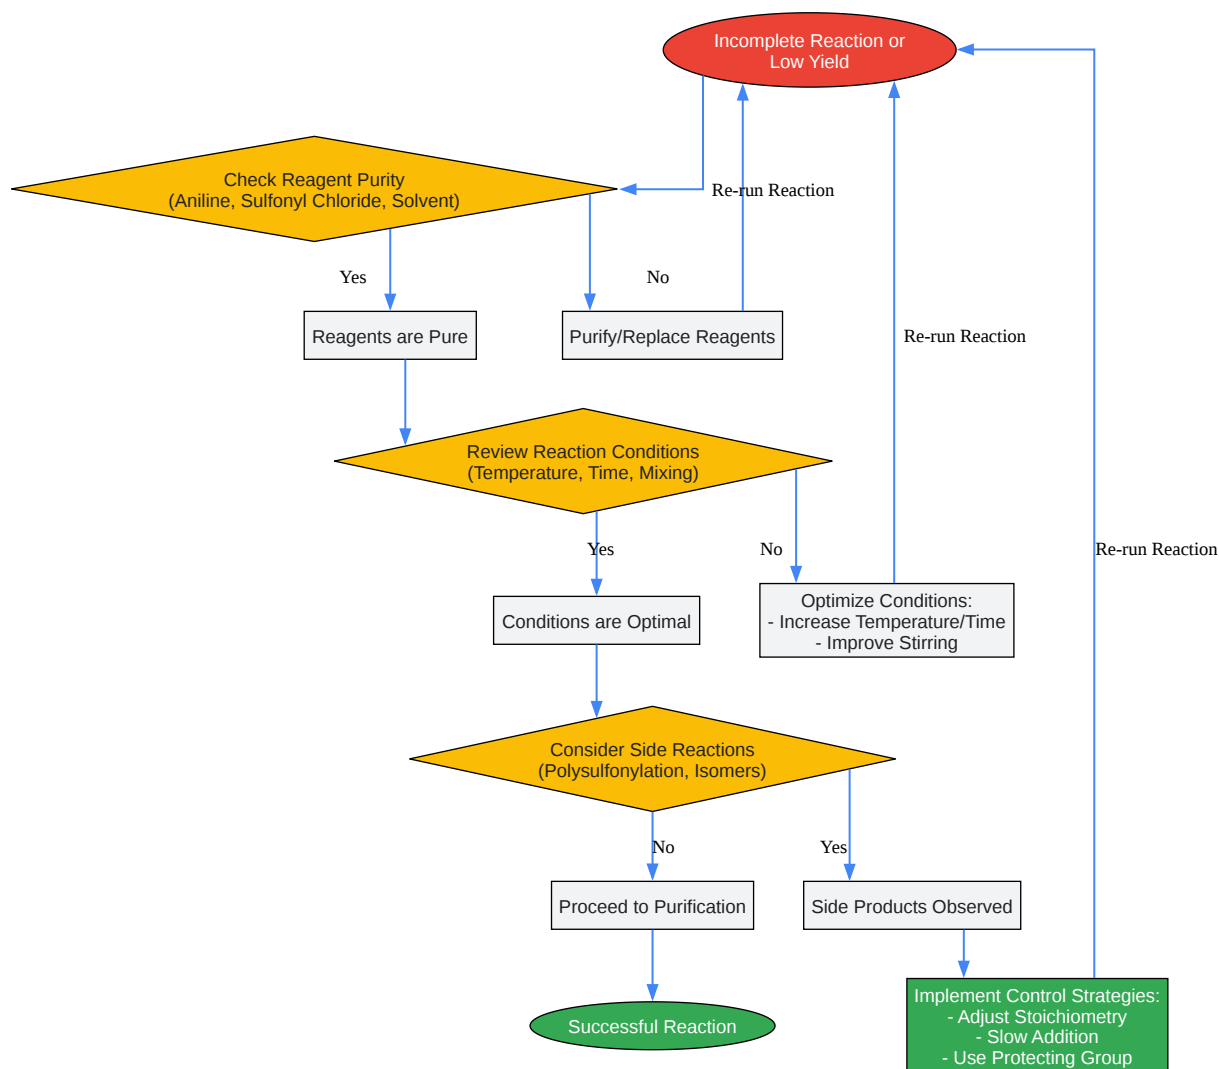 Incomplete Reaction or
Low Yield
Check Reagent Purity
(Aniline, Sulfonyl Chloride, Solvent)
Re-run Reaction
Yes
No
Reagents are Pure
Purify/Replace Reagents
Re-run Reaction
Review Reaction Conditions
(Temperature, Time, Mixing)
Yes
No
Re-run Reaction
Conditions are Optimal
Optimize Conditions:
- Increase Temperature/Time
- Improve Stirring
Consider Side Reactions
(Polysulfonylation, Isomers)
No
Yes
Proceed to Purification
Side Products Observed
Successful Reaction
Implement Control Strategies:
- Adjust Stoichiometry
- Slow Addition
- Use Protecting Group